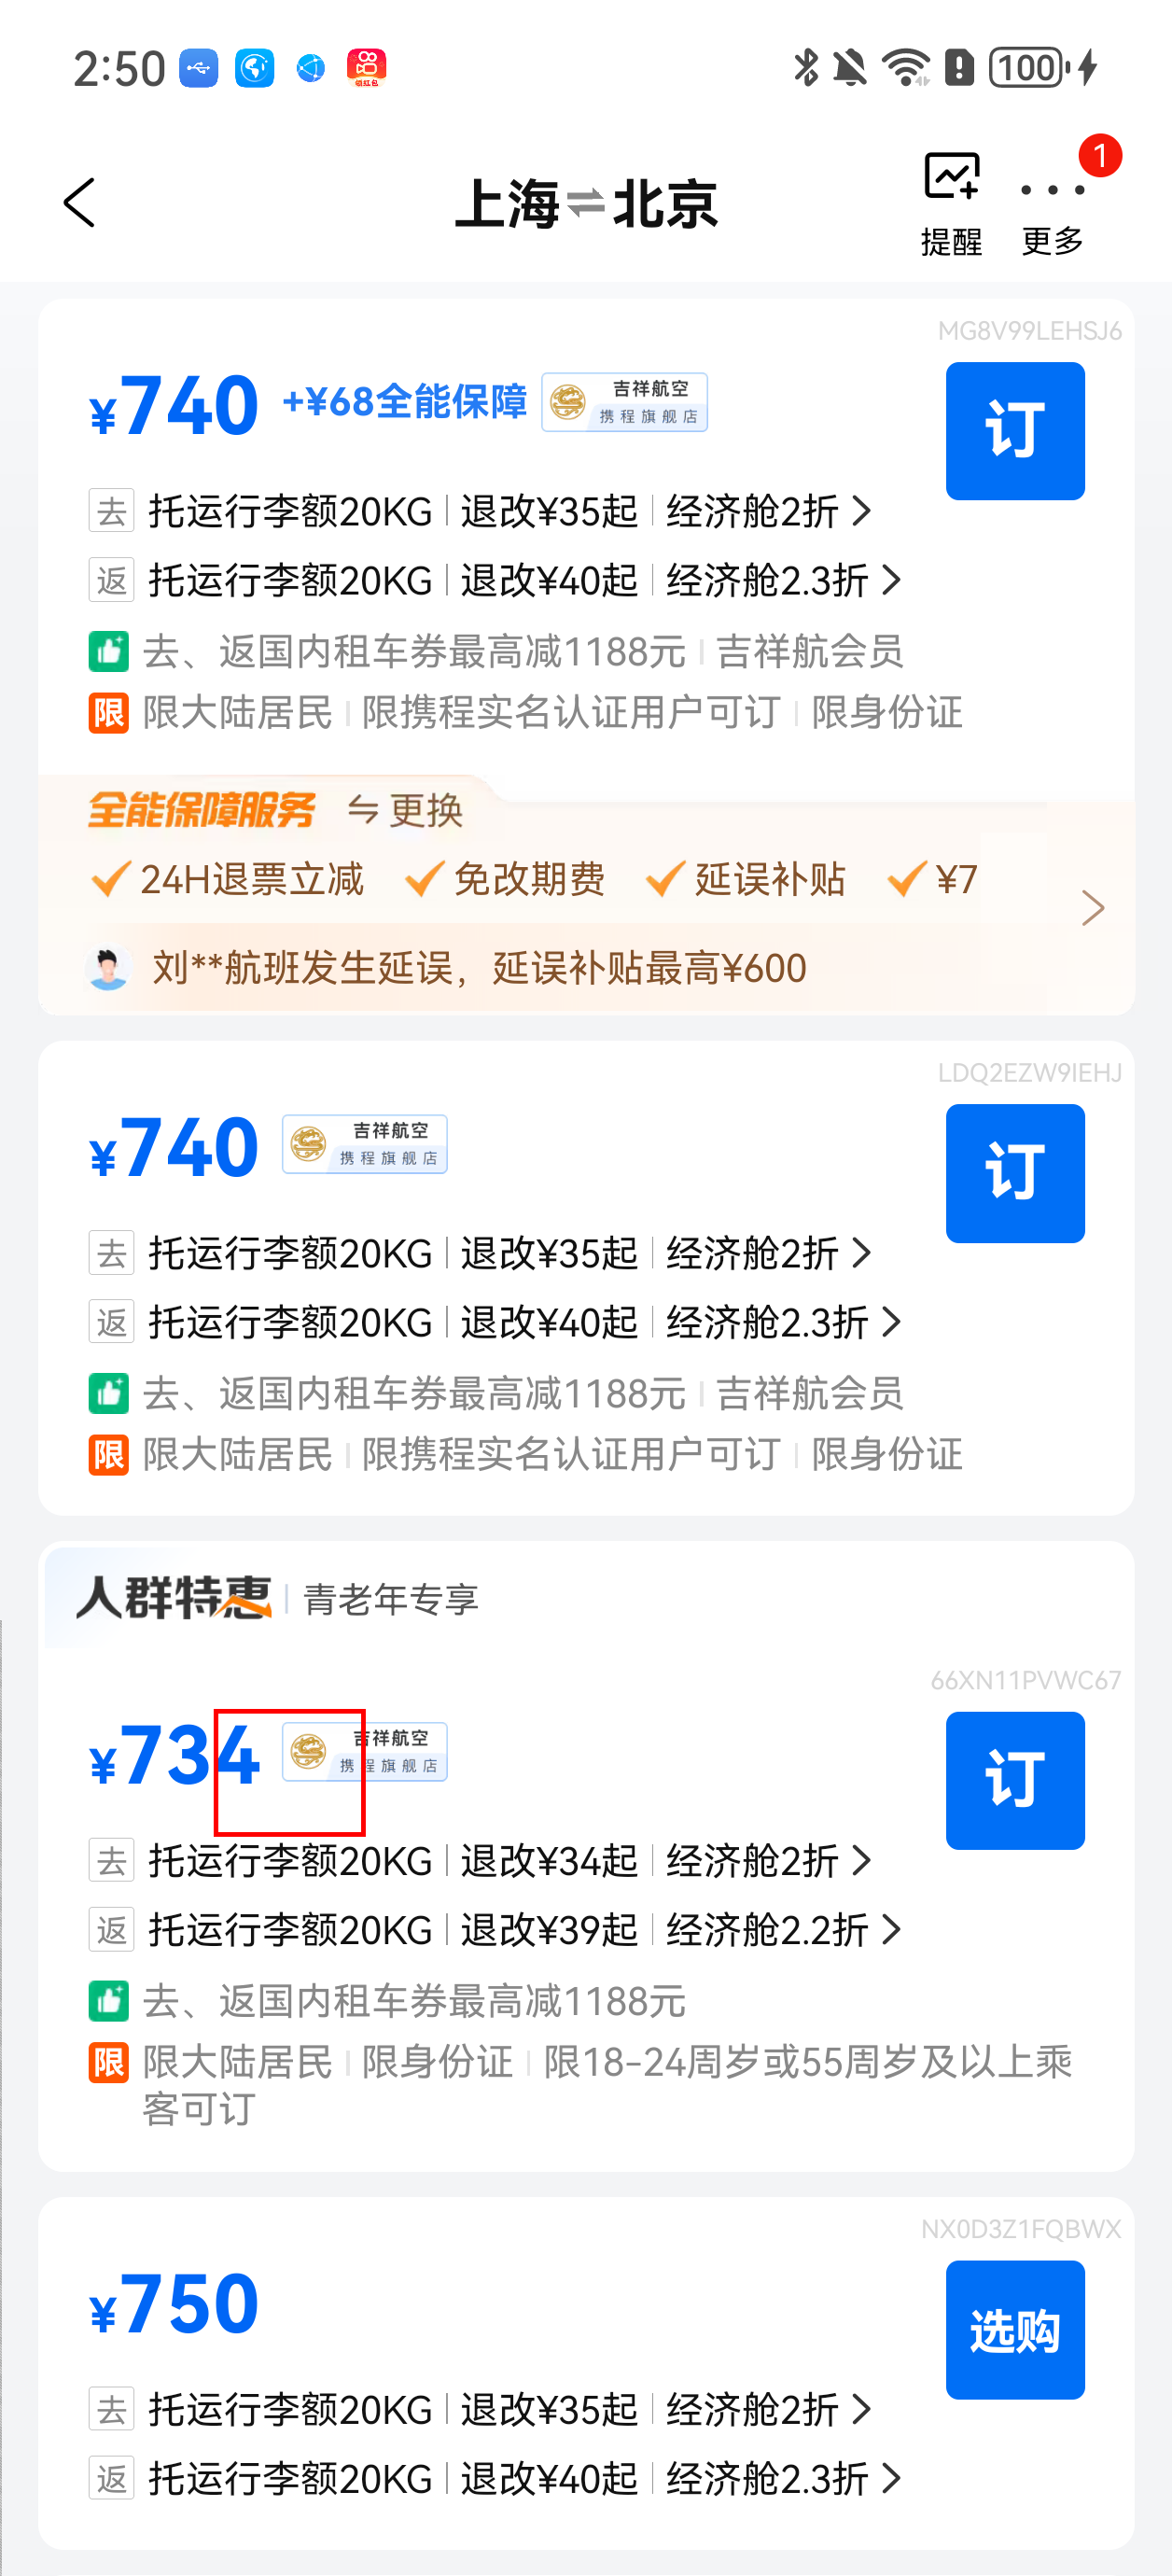 2:50
领红包
100
上海⇌北京
提醒
更多
1
MG8V99LEHSJ6
¥740 +¥68全能保障 吉祥航空 携程旗舰店
订
去 托运行李额20KG | 退改¥35起 | 经济舱2折 >
返 托运行李额20KG | 退改¥40起 | 经济舱2.3折 >
去、返国内租车券最高减1188元 | 吉祥航会员
限 限大陆居民 | 限携程实名认证用户可订 | 限身份证
全能保障服务 ⇋ 更换
24H退票立减 免改期费 延误补贴 ¥7
刘**航班发生延误，延误补贴最高¥600
LDQ2EZW9IEHJ
¥740 吉祥航空 携程旗舰店
订
去 托运行李额20KG | 退改¥35起 | 经济舱2折 >
返 托运行李额20KG | 退改¥40起 | 经济舱2.3折 >
去、返国内租车券最高减1188元 | 吉祥航会员
限 限大陆居民 | 限携程实名认证用户可订 | 限身份证
人群特惠 | 青老年专享
66XN11PVWC67
¥734 吉祥航空 携程旗舰店
订
去 托运行李额20KG | 退改¥34起 | 经济舱2折 >
返 托运行李额20KG | 退改¥39起 | 经济舱2.2折 >
去、返国内租车券最高减1188元
限 限大陆居民 | 限身份证 | 限18-24周岁或55周岁及以上乘
客可订
NX0D3Z1FQBWX
¥750
选购
去 托运行李额20KG | 退改¥35起 | 经济舱2折 >
返 托运行李额20KG | 退改¥40起 | 经济舱2.3折 >